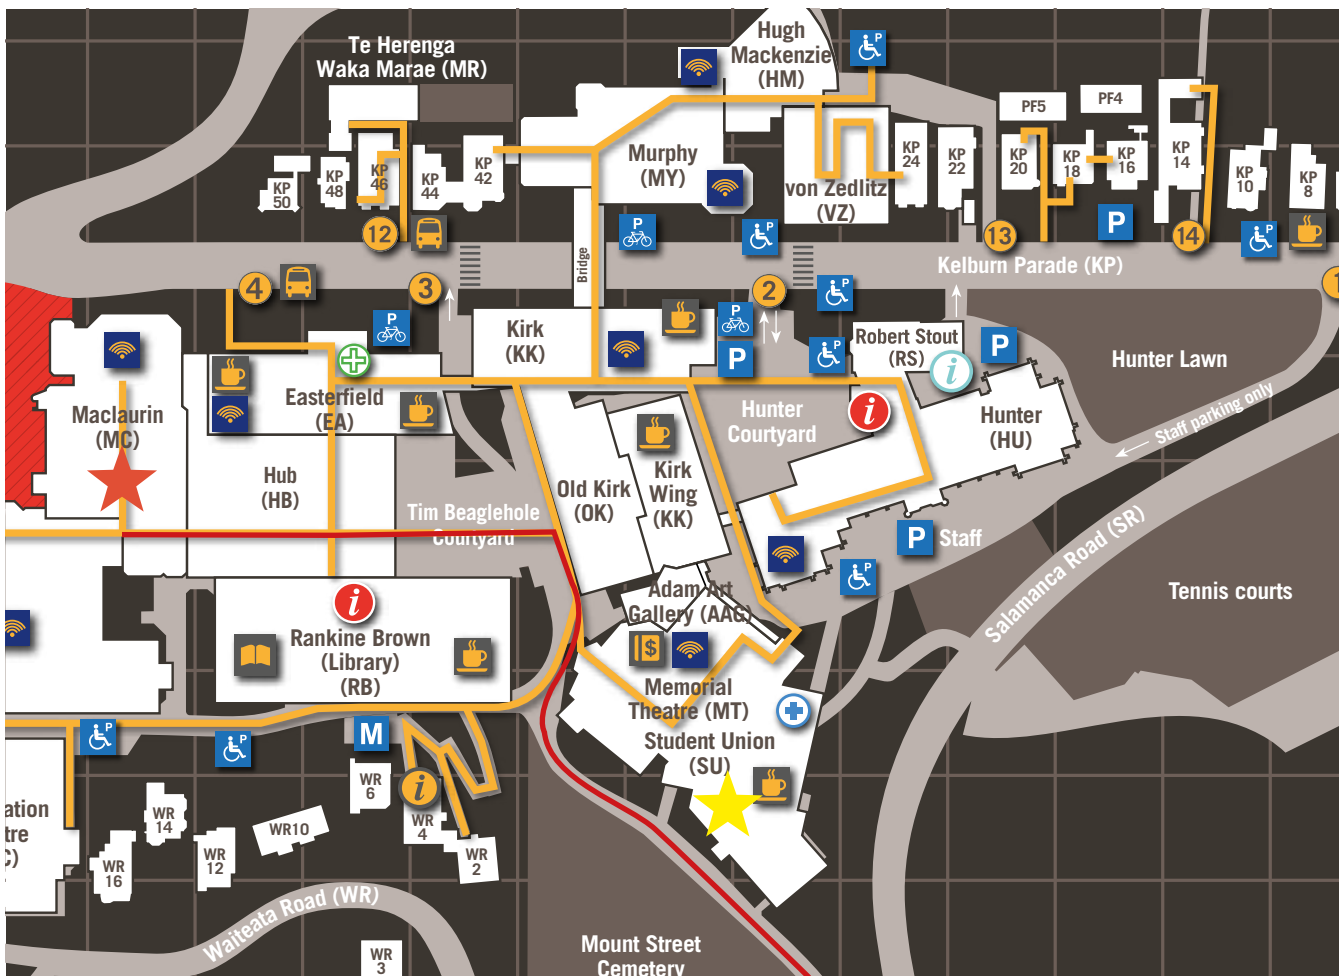 Te Herenga
Waka Marae (MR)
Hugh
Mackenzie
(HM)
P
PF5
PF4
Murphy
(MY)
von Zedlitz
(VZ)
KP
50
KP
48
KP
46
KP
44
KP
42
KP
24
KP
22
KP
20
KP
18
KP
16
KP
14
KP
10
KP
8
12
P
P
13
P
14
P
Bridge
Kelburn Parade (KP)
4
3
2
P
1
P
Kirk
(KK)
P
P
P
Robert Stout
(RS)
i
P
Hunter Lawn
Maclaurin
(MC)
Easterfield
(EA)
Hunter
Courtyard
i
Hunter
(HU)
Staff parking only
Hub
(HB)
Old Kirk
(OK)
Kirk
Wing
(KK)
Tim Beaglehole
Courtyard
P
Staff
P
Salamanca Road (SR)
Tennis courts
Adam Art
Gallery (AAG)
i
Rankine Brown
(Library)
(RB)
$
Memorial
Theatre (MT)
Student Union
(SU)
P
P
M
i
WR
6
WR
4
WR
2
WR10
WR
14
WR
12
WR
16
ation
tre
C)
Waiteata Road (WR)
WR
3
Mount Street
Cemetery